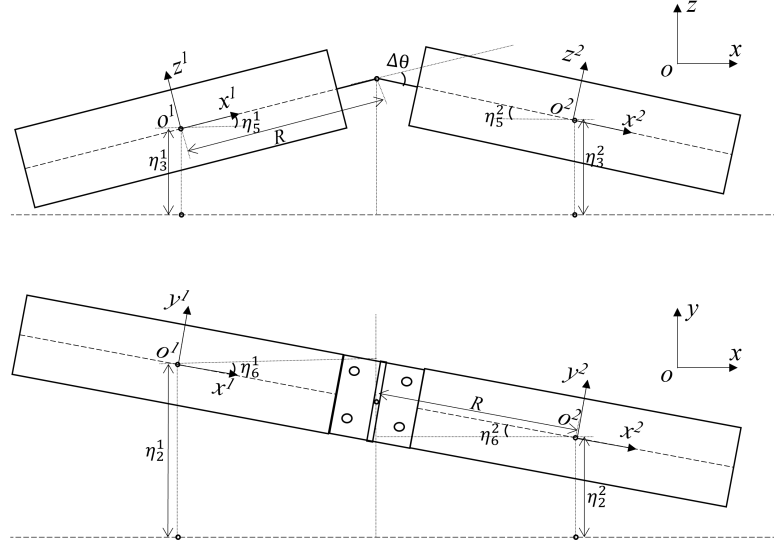 z
x
o
Δθ
z¹
x¹
o¹
η₅¹
R
η₃¹
z²
o²
x²
η₅²
η₃²
y
x
o
y¹
o¹
x¹
η₆¹
η₂¹
R
y²
o²
x²
η₆²
η₂²